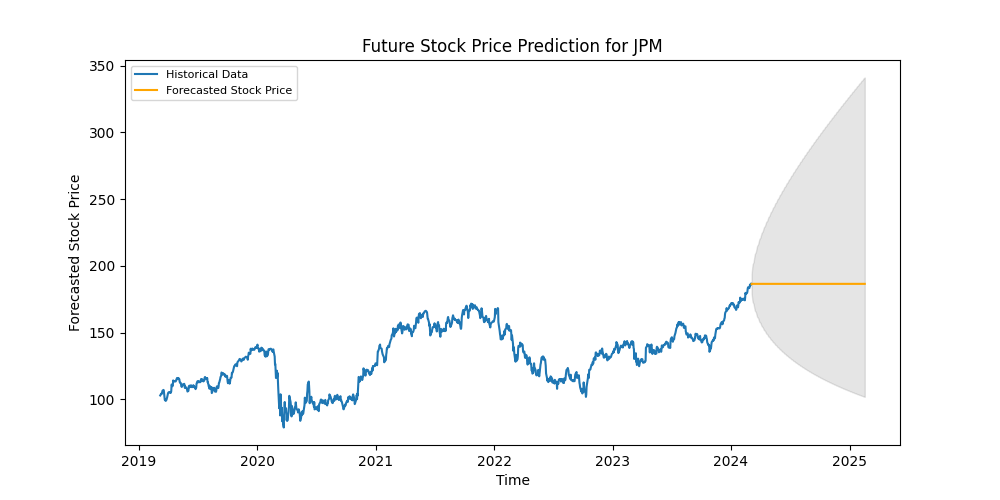 Future Stock Price Prediction for JPM
Historical Data
Forecasted Stock Price
350
300
250
200
150
100
Forecasted Stock Price
2019 2020 2021 2022 2023 2024 2025
Time